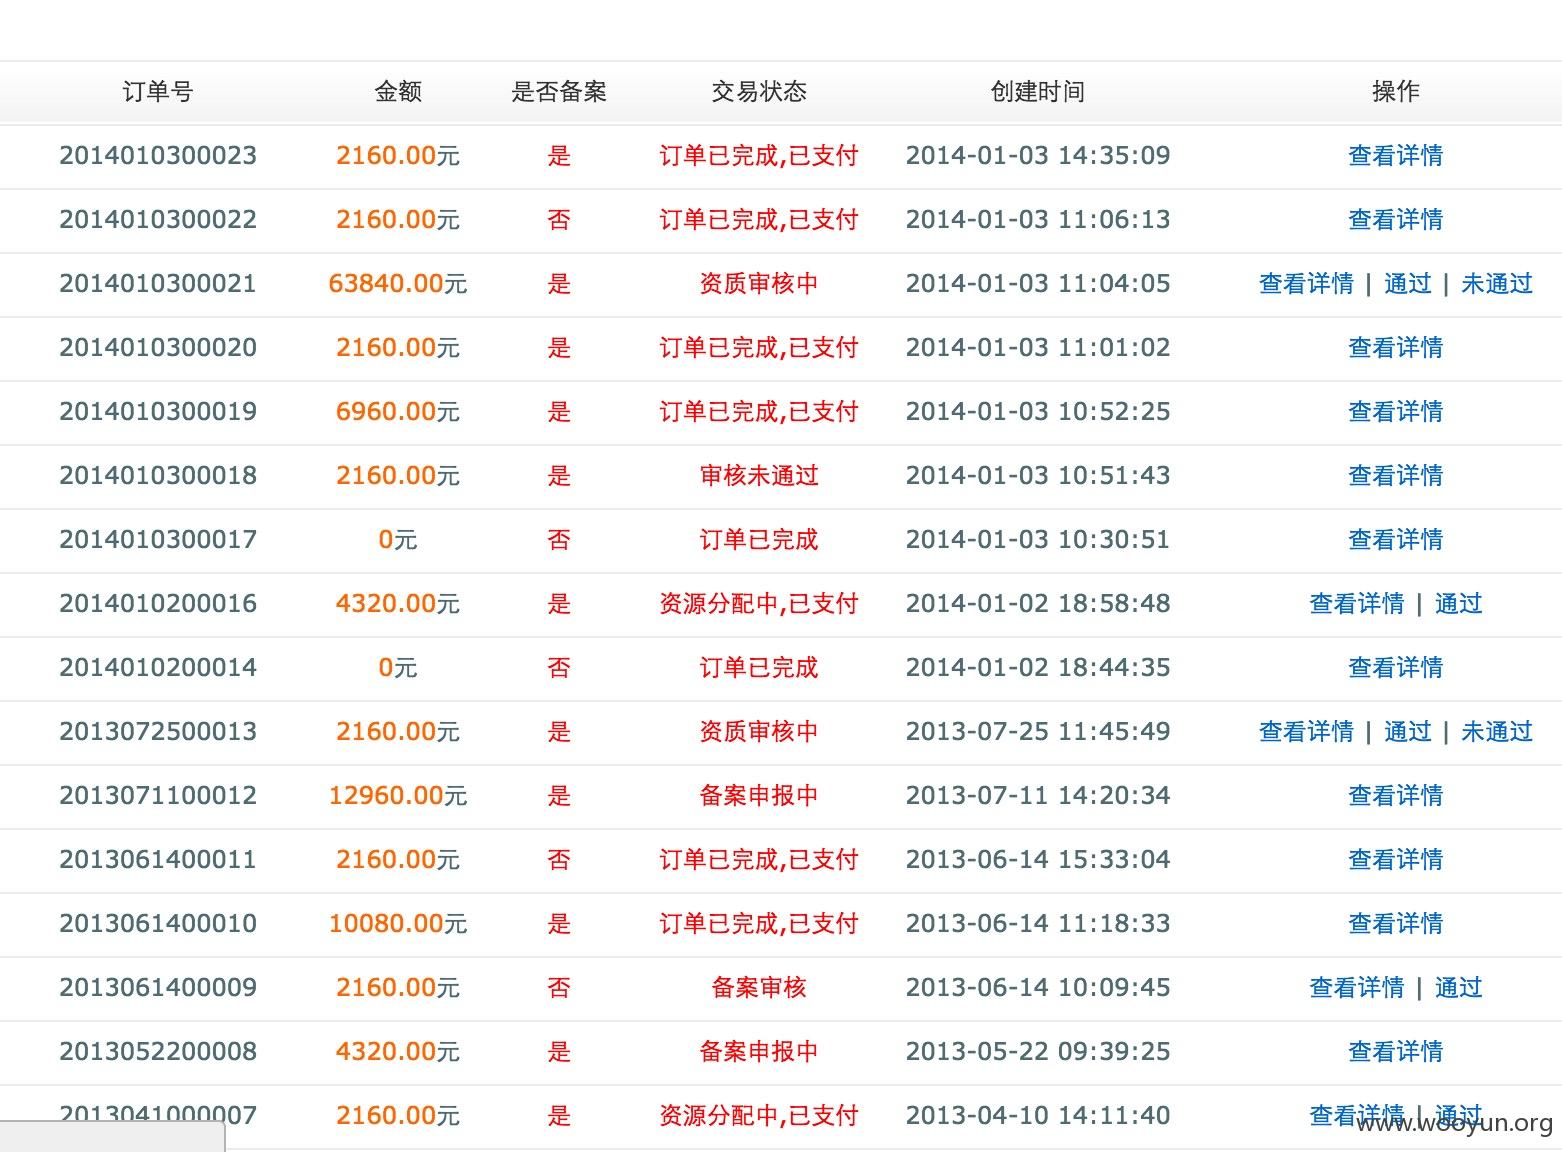 订单号 金额 是否备案 交易状态 创建时间 操作
2014010300023 2160.00元 是 订单已完成,已支付 2014-01-03 14:35:09 查看详情
2014010300022 2160.00元 否 订单已完成,已支付 2014-01-03 11:06:13 查看详情
2014010300021 63840.00元 是 资质审核中 2014-01-03 11:04:05 查看详情 | 通过 | 未通过
2014010300020 2160.00元 是 订单已完成,已支付 2014-01-03 11:01:02 查看详情
2014010300019 6960.00元 是 订单已完成,已支付 2014-01-03 10:52:25 查看详情
2014010300018 2160.00元 是 审核未通过 2014-01-03 10:51:43 查看详情
2014010300017 0元 否 订单已完成 2014-01-03 10:30:51 查看详情
2014010200016 4320.00元 是 资源分配中,已支付 2014-01-02 18:58:48 查看详情 | 通过
2014010200014 0元 否 订单已完成 2014-01-02 18:44:35 查看详情
2013072500013 2160.00元 是 资质审核中 2013-07-25 11:45:49 查看详情 | 通过 | 未通过
2013071100012 12960.00元 是 备案申报中 2013-07-11 14:20:34 查看详情
2013061400011 2160.00元 否 订单已完成,已支付 2013-06-14 15:33:04 查看详情
2013061400010 10080.00元 是 订单已完成,已支付 2013-06-14 11:18:33 查看详情
2013061400009 2160.00元 否 备案审核 2013-06-14 10:09:45 查看详情 | 通过
2013052200008 4320.00元 是 备案申报中 2013-05-22 09:39:25 查看详情
2013041000007 2160.00元 是 资源分配中,已支付 2013-04-10 14:11:40 查看详情 | 通过
www.wooyun.org